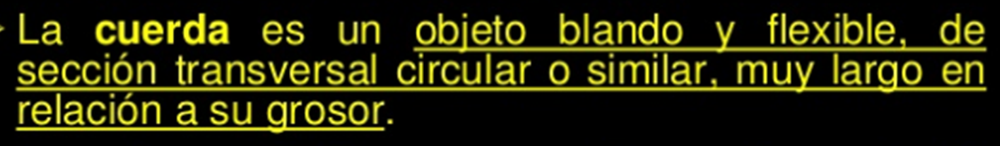 La cuerda es un objeto blando y flexible, de
sección transversal circular o similar, muy largo en
relación a su grosor.